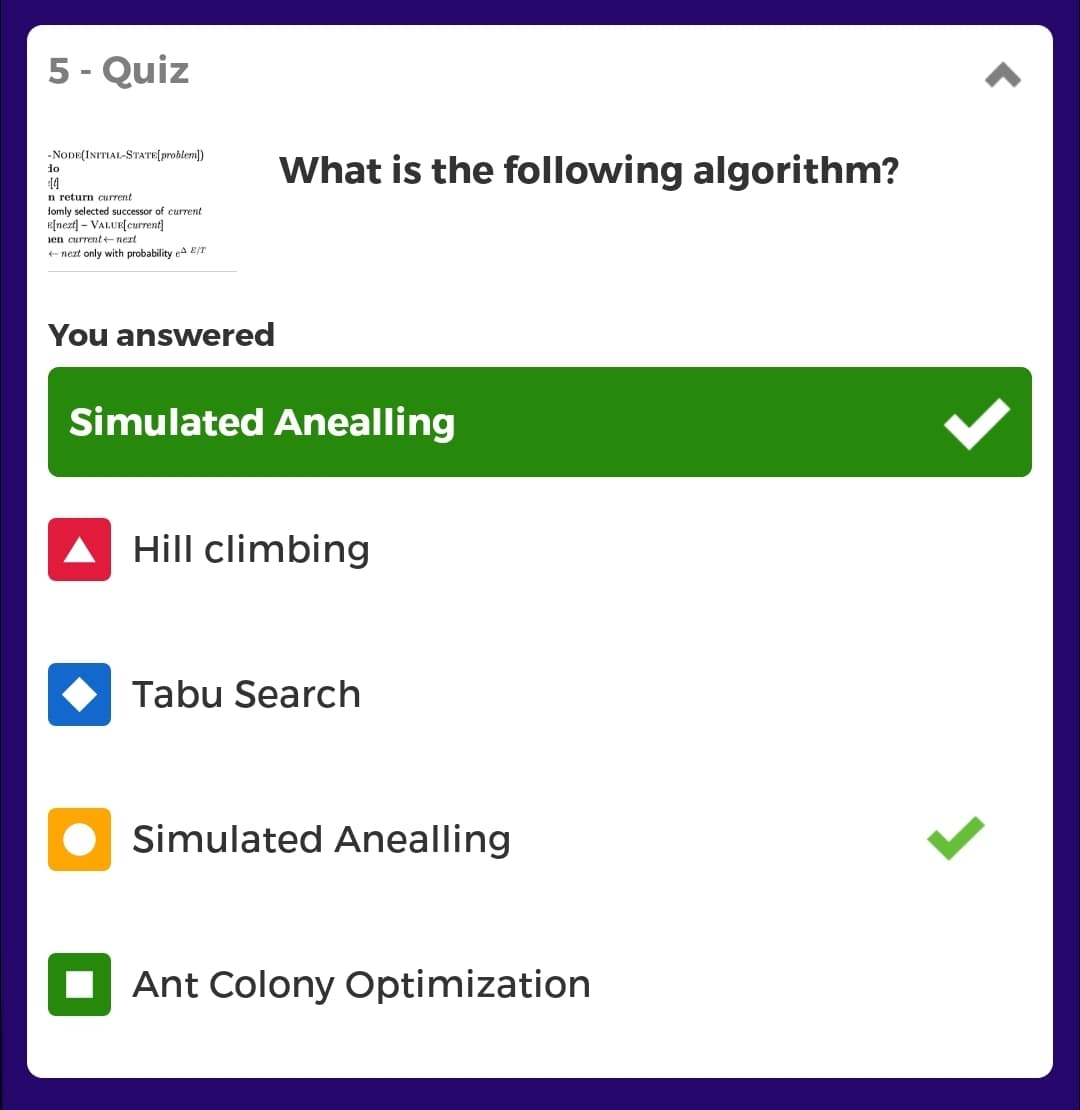 5 - Quiz
-NODE(INITIAL-STATE[problem])
do
:[t]
n return current
lomly selected successor of current
E[next] – VALUE[current]
hen current ← next
← next only with probability e^Δ E/T
What is the following algorithm?
You answered
Simulated Anealling
Hill climbing
Tabu Search
Simulated Anealling
Ant Colony Optimization